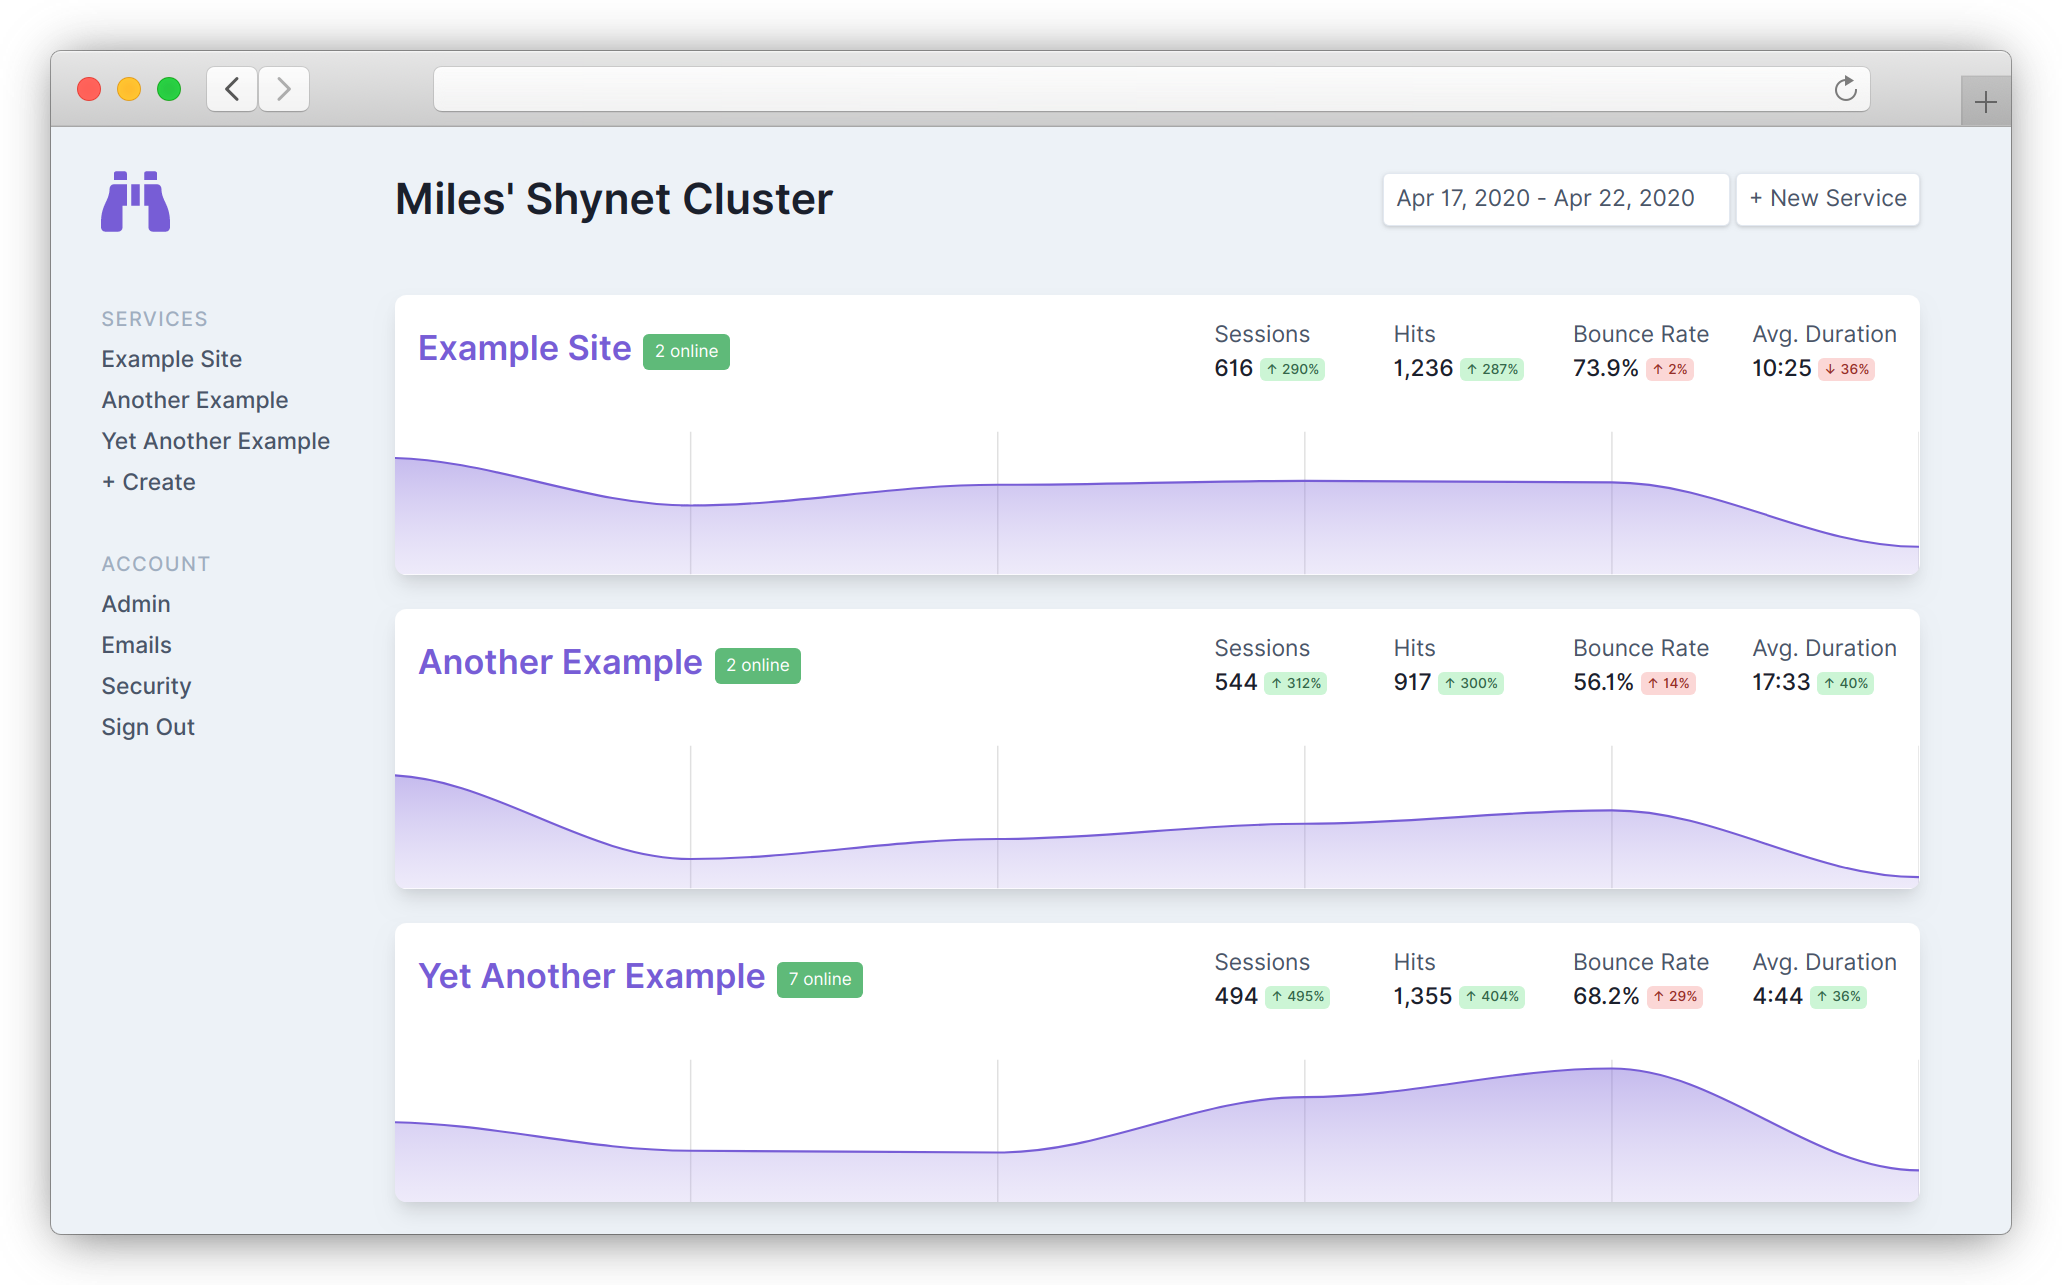 Miles' Shynet Cluster
Apr 17, 2020 - Apr 22, 2020
+ New Service
SERVICES
Example Site
Another Example
Yet Another Example
+ Create
ACCOUNT
Admin
Emails
Security
Sign Out
Example Site 2 online
Sessions Hits Bounce Rate Avg. Duration
616 ↑ 290% 1,236 ↑ 287% 73.9% ↑ 2% 10:25 ↓ 36%
Another Example 2 online
Sessions Hits Bounce Rate Avg. Duration
544 ↑ 312% 917 ↑ 300% 56.1% ↑ 14% 17:33 ↑ 40%
Yet Another Example 7 online
Sessions Hits Bounce Rate Avg. Duration
494 ↑ 495% 1,355 ↑ 404% 68.2% ↑ 29% 4:44 ↑ 36%